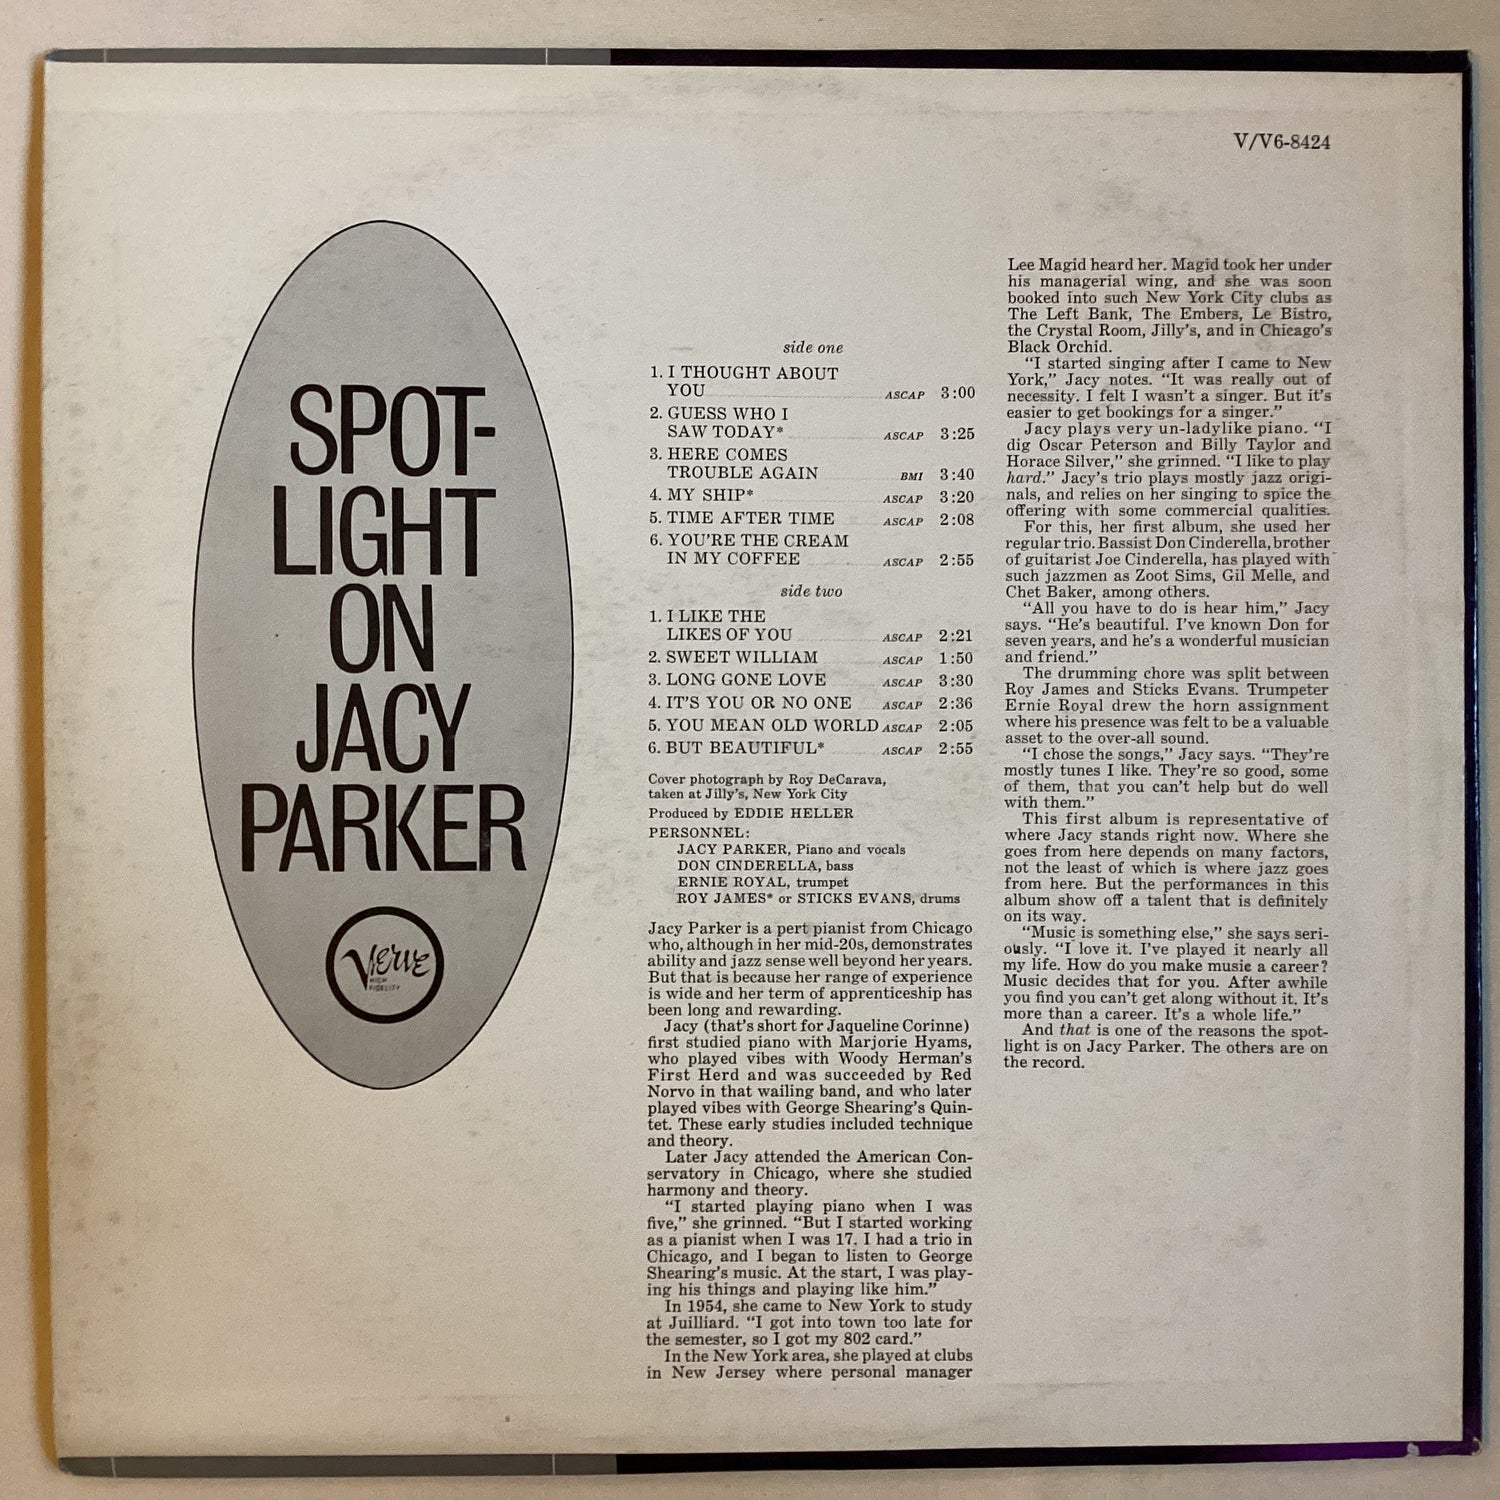 V/V6-8424
SPOT-
LIGHT
ON
JACY
PARKER
Verve
HIGH
FIDELITY
side one
1. I THOUGHT ABOUT
YOU ASCAP 3:00
2. GUESS WHO I
SAW TODAY* ASCAP 3:25
3. HERE COMES
TROUBLE AGAIN BMI 3:40
4. MY SHIP* ASCAP 3:20
5. TIME AFTER TIME ASCAP 2:08
6. YOU'RE THE CREAM
IN MY COFFEE ASCAP 2:55
side two
1. I LIKE THE
LIKES OF YOU ASCAP 2:21
2. SWEET WILLIAM ASCAP 1:50
3. LONG GONE LOVE ASCAP 3:30
4. IT'S YOU OR NO ONE ASCAP 2:36
5. YOU MEAN OLD WORLD ASCAP 2:05
6. BUT BEAUTIFUL* ASCAP 2:55
Cover photograph by Roy DeCarava,
taken at Jilly's, New York City
Produced by EDDIE HELLER
PERSONNEL:
JACY PARKER, Piano and vocals
DON CINDERELLA, bass
ERNIE ROYAL, trumpet
ROY JAMES* or STICKS EVANS, drums
Jacy Parker is a pert pianist from Chicago
who, although in her mid-20s, demonstrates
ability and jazz sense well beyond her years.
But that is because her range of experience
is wide and her term of apprenticeship has
been long and rewarding.
Jacy (that's short for Jaqueline Corinne)
first studied piano with Marjorie Hyams,
who played vibes with Woody Herman's
First Herd and was succeeded by Red
Norvo in that wailing band, and who later
played vibes with George Shearing's Quin-
tet. These early studies included technique
and theory.
Later Jacy attended the American Con-
servatory in Chicago, where she studied
harmony and theory.
"I started playing piano when I was
five," she grinned. "But I started working
as a pianist when I was 17. I had a trio in
Chicago, and I began to listen to George
Shearing's music. At the start, I was play-
ing his things and playing like him."
In 1954, she came to New York to study
at Juilliard. "I got into town too late for
the semester, so I got my 802 card."
In the New York area, she played at clubs
in New Jersey where personal manager
Lee Magid heard her. Magid took her under
his managerial wing, and she was soon
booked into such New York City clubs as
The Left Bank, The Embers, Le Bistro,
the Crystal Room, Jilly's, and in Chicago's
Black Orchid.
"I started singing after I came to New
York," Jacy notes. "It was really out of
necessity. I felt I wasn't a singer. But it's
easier to get bookings for a singer."
Jacy plays very un-ladylike piano. "I
dig Oscar Peterson and Billy Taylor and
Horace Silver," she grinned. "I like to play
hard." Jacy's trio plays mostly jazz origi-
nals, and relies on her singing to spice the
offering with some commercial qualities.
For this, her first album, she used her
regular trio. Bassist Don Cinderella, brother
of guitarist Joe Cinderella, has played with
such jazzmen as Zoot Sims, Gil Melle, and
Chet Baker, among others.
"All you have to do is hear him," Jacy
says. "He's beautiful. I've known Don for
seven years, and he's a wonderful musician
and friend."
The drumming chore was split between
Roy James and Sticks Evans. Trumpeter
Ernie Royal drew the horn assignment
where his presence was felt to be a valuable
asset to the over-all sound.
"I chose the songs," Jacy says. "They're
mostly tunes I like. They're so good, some
of them, that you can't help but do well
with them."
This first album is representative of
where Jacy stands right now. Where she
goes from here depends on many factors,
not the least of which is where jazz goes
from here. But the performances in this
album show off a talent that is definitely
on its way.
"Music is something else," she says seri-
ously. "I love it. I've played it nearly all
my life. How do you make music a career?
Music decides that for you. After awhile
you find you can't get along without it. It's
more than a career. It's a whole life."
And that is one of the reasons the spot-
light is on Jacy Parker. The others are on
the record.